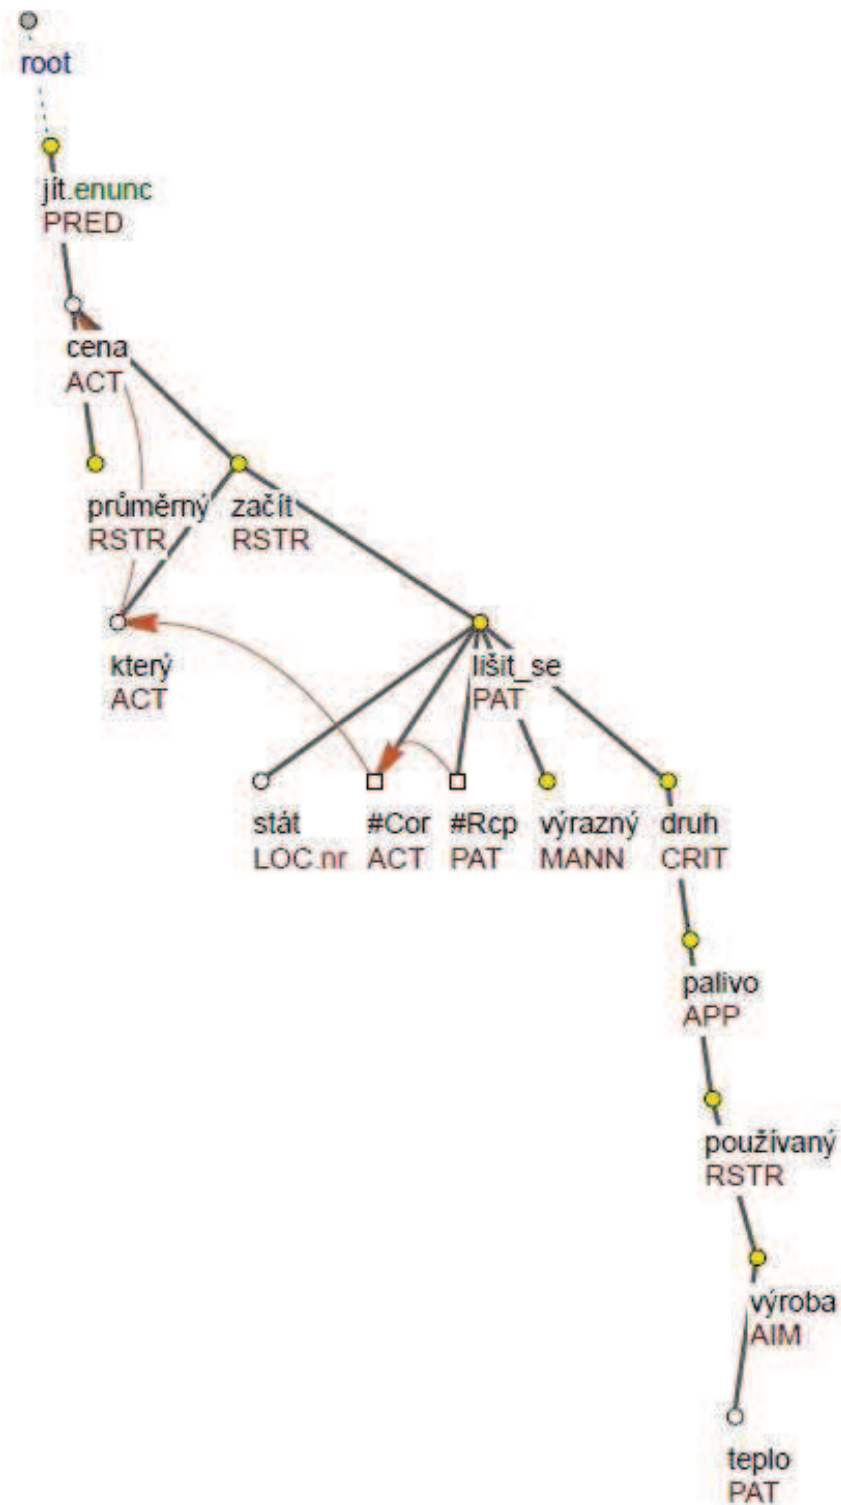 root
jít.enunc
PRED
cena
ACT
průměrný začít
RSTR RSTR
který lišit_se
ACT PAT
stát #Cor #Rcp výrazný druh
LOC.nr ACT PAT MANN CRIT
palivo
APP
používaný
RSTR
výroba
AIM
teplo
PAT